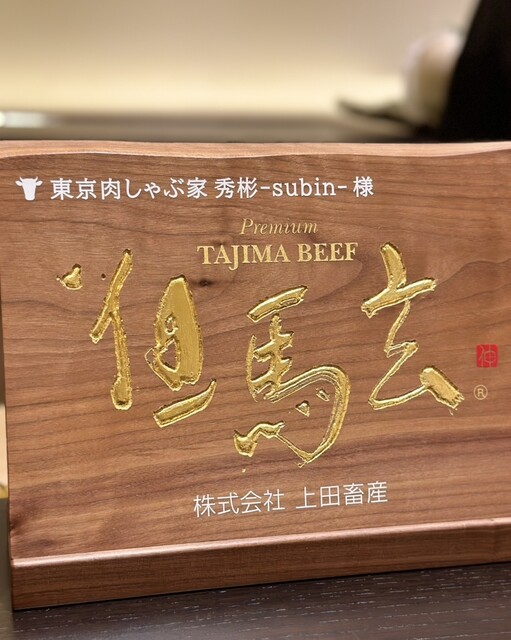 東京肉しゃぶ家 秀彬-subin- 様
Premium
TAJIMA BEEF
但馬玄
®
株式会社 上田畜産